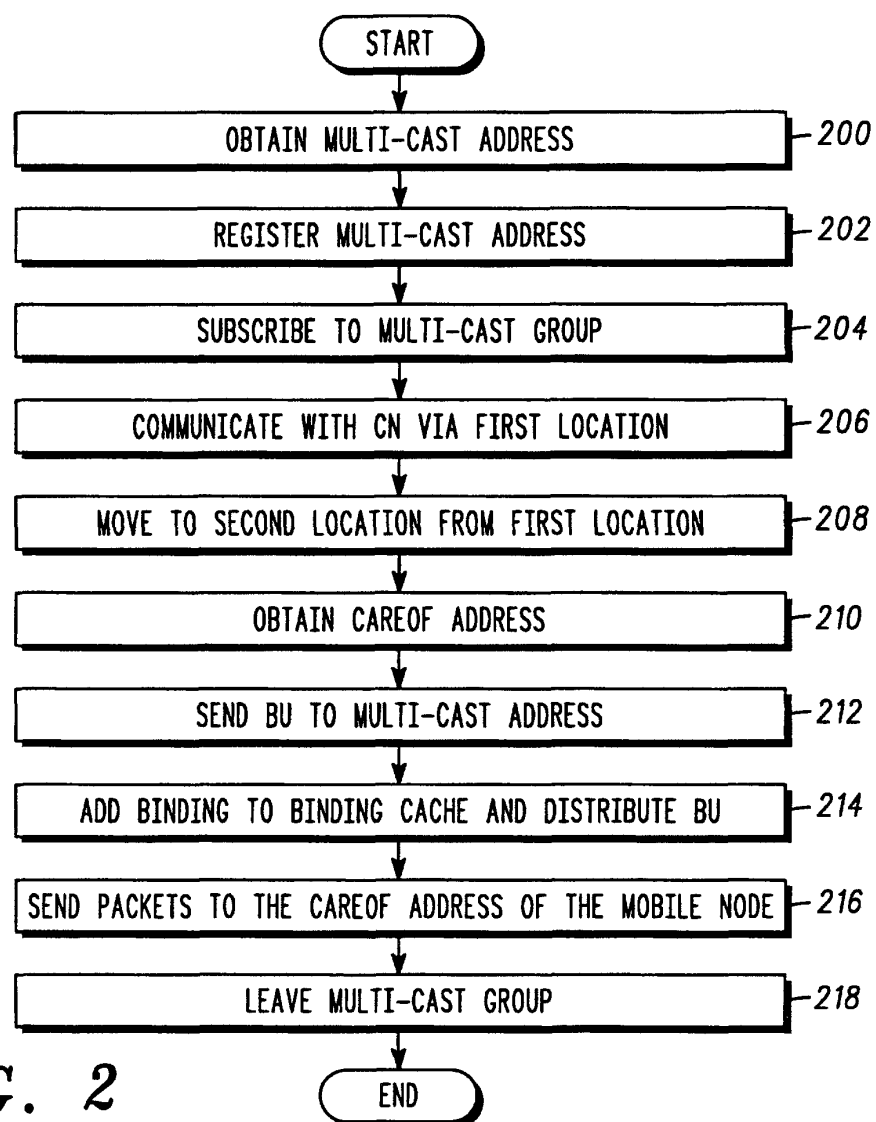 START
OBTAIN MULTI-CAST ADDRESS 200
REGISTER MULTI-CAST ADDRESS 202
SUBSCRIBE TO MULTI-CAST GROUP 204
COMMUNICATE WITH CN VIA FIRST LOCATION 206
MOVE TO SECOND LOCATION FROM FIRST LOCATION 208
OBTAIN CAREOF ADDRESS 210
SEND BU TO MULTI-CAST ADDRESS 212
ADD BINDING TO BINDING CACHE AND DISTRIBUTE BU 214
SEND PACKETS TO THE CAREOF ADDRESS OF THE MOBILE NODE 216
LEAVE MULTI-CAST GROUP 218
G. 2
END